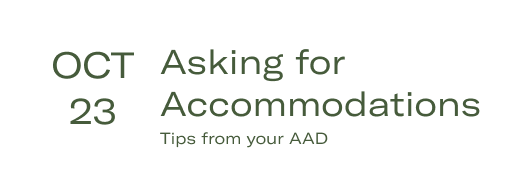 OCT
23
Asking for
Accommodations
Tips from your AAD